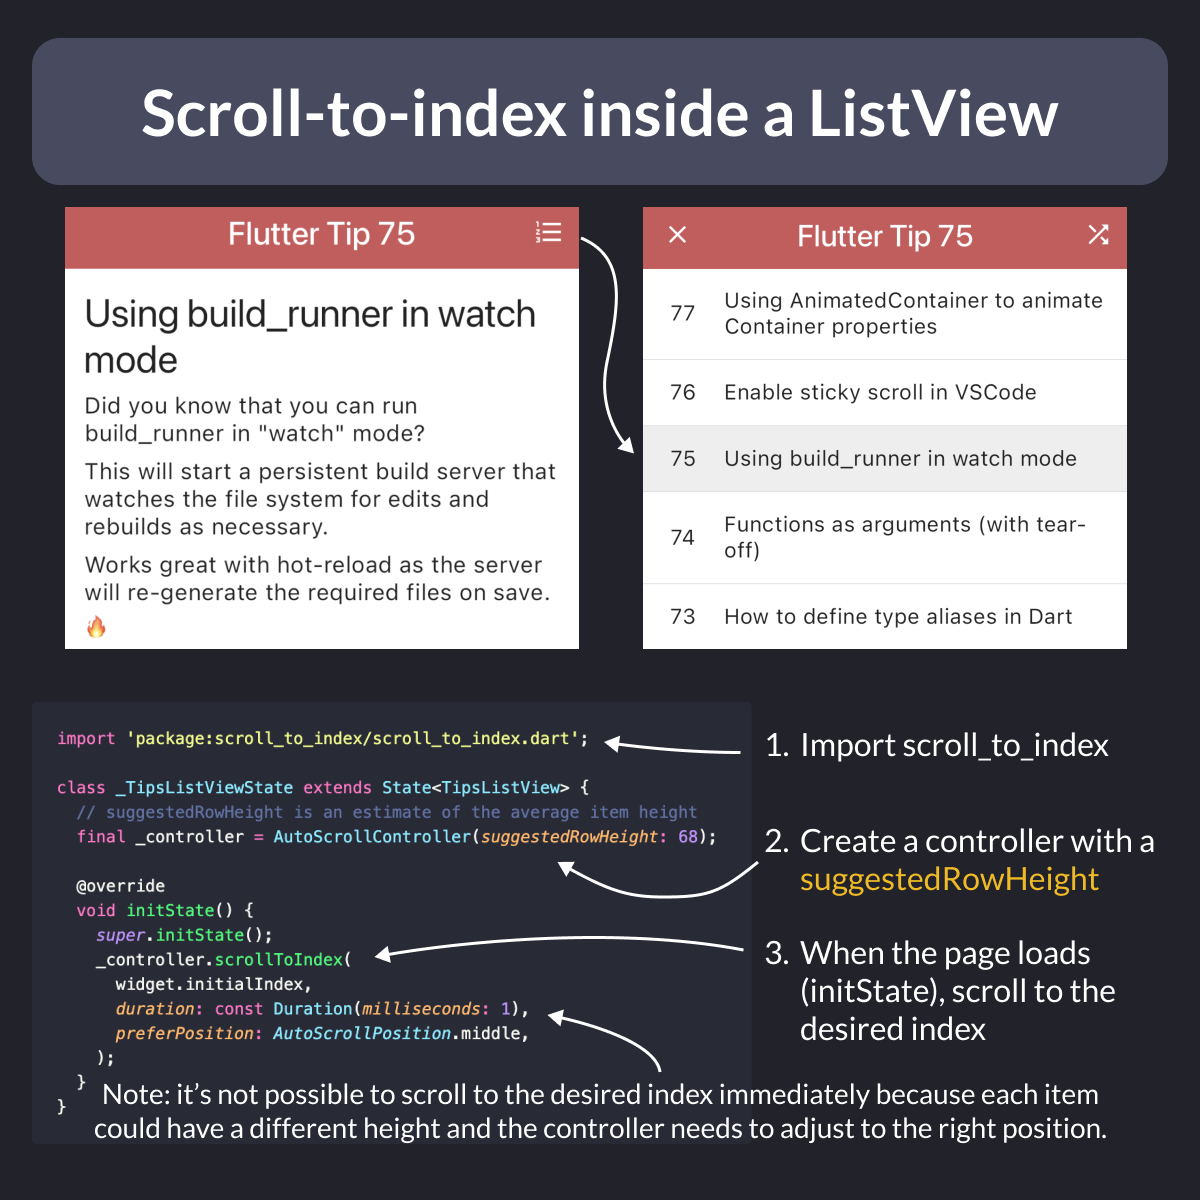 Scroll-to-index inside a ListView
Flutter Tip 75
Using build_runner in watch
mode
Did you know that you can run
build_runner in "watch" mode?
This will start a persistent build server that
watches the file system for edits and
rebuilds as necessary.
Works great with hot-reload as the server
will re-generate the required files on save.
🔥
Flutter Tip 75
77 Using AnimatedContainer to animate
Container properties
76 Enable sticky scroll in VSCode
75 Using build_runner in watch mode
74 Functions as arguments (with tear-
off)
73 How to define type aliases in Dart
import 'package:scroll_to_index/scroll_to_index.dart';
class _TipsListViewState extends State<TipsListView> {
// suggestedRowHeight is an estimate of the average item height
final _controller = AutoScrollController(suggestedRowHeight: 68);
@override
void initState() {
super.initState();
_controller.scrollToIndex(
widget.initialIndex,
duration: const Duration(milliseconds: 1),
preferPosition: AutoScrollPosition.middle,
);
}
}
1. Import scroll_to_index
2. Create a controller with a
suggestedRowHeight
3. When the page loads
(initState), scroll to the
desired index
Note: it’s not possible to scroll to the desired index immediately because each item
could have a different height and the controller needs to adjust to the right position.